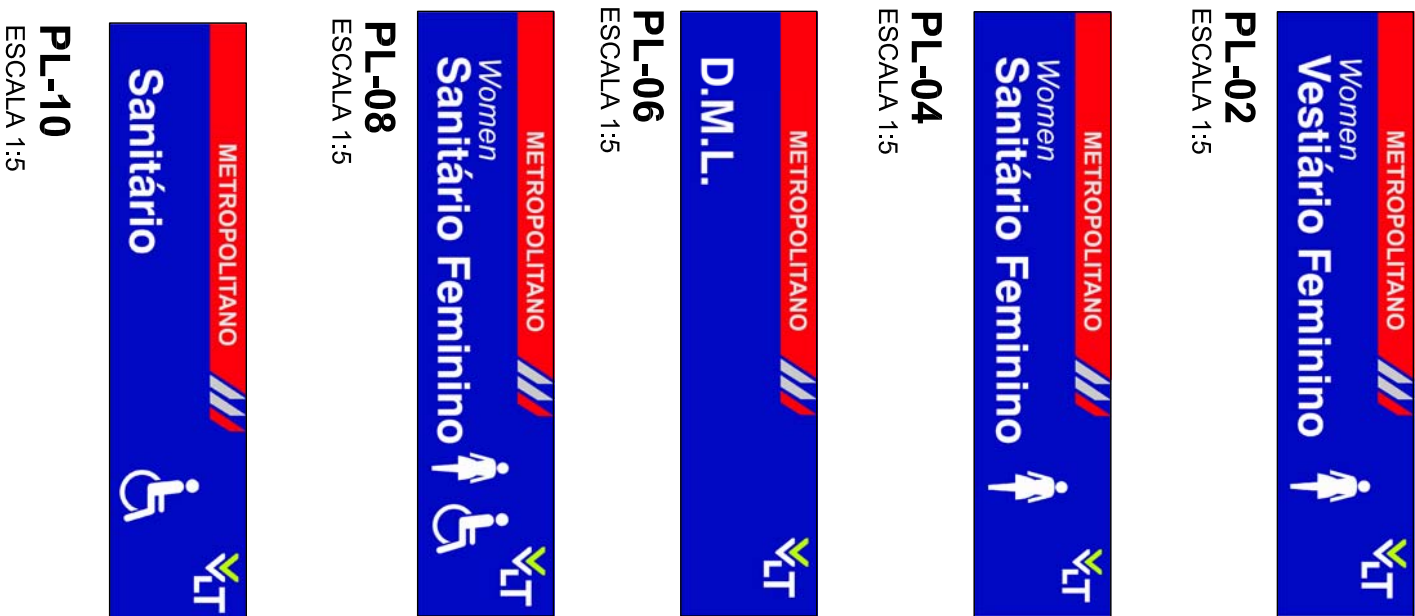 METROPOLITANO
VLT
Women
Vestiário Feminino
PL-02
ESCALA 1:5
METROPOLITANO
VLT
Women
Sanitário Feminino
PL-04
ESCALA 1:5
METROPOLITANO
VLT
D.M.L.
PL-06
ESCALA 1:5
METROPOLITANO
VLT
Women
Sanitário Feminino
PL-08
ESCALA 1:5
METROPOLITANO
VLT
Sanitário
PL-10
ESCALA 1:5